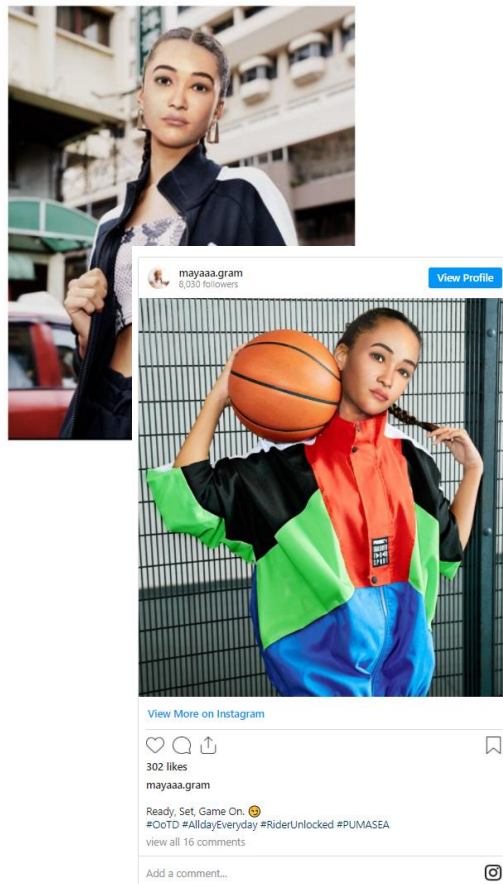 mayaaa.gram
8,030 followers
View Profile
View More on Instagram
302 likes
mayaaa.gram
Ready, Set, Game On. 😏
#OoTD #AlldayEveryday #RiderUnlocked #PUMASEA
view all 16 comments
Add a comment...